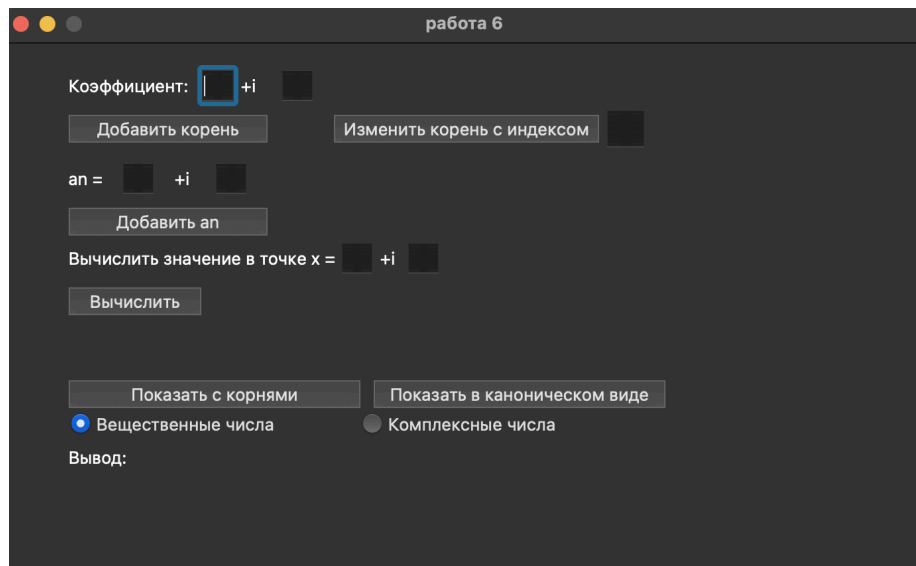 работа 6
Коэффициент: +i
Добавить корень Изменить корень с индексом
an = +i
Добавить an
Вычислить значение в точке x = +i
Вычислить
Показать с корнями Показать в каноническом виде
Вещественные числа Комплексные числа
Вывод: